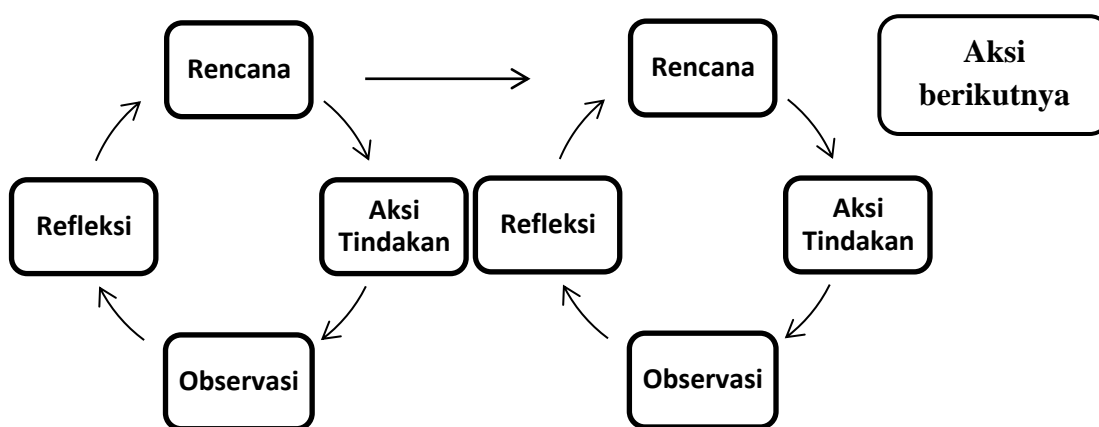 Rencana
Aksi
Tindakan
Observasi
Refleksi
Rencana
Aksi
Tindakan
Observasi
Refleksi
Aksi
berikutnya